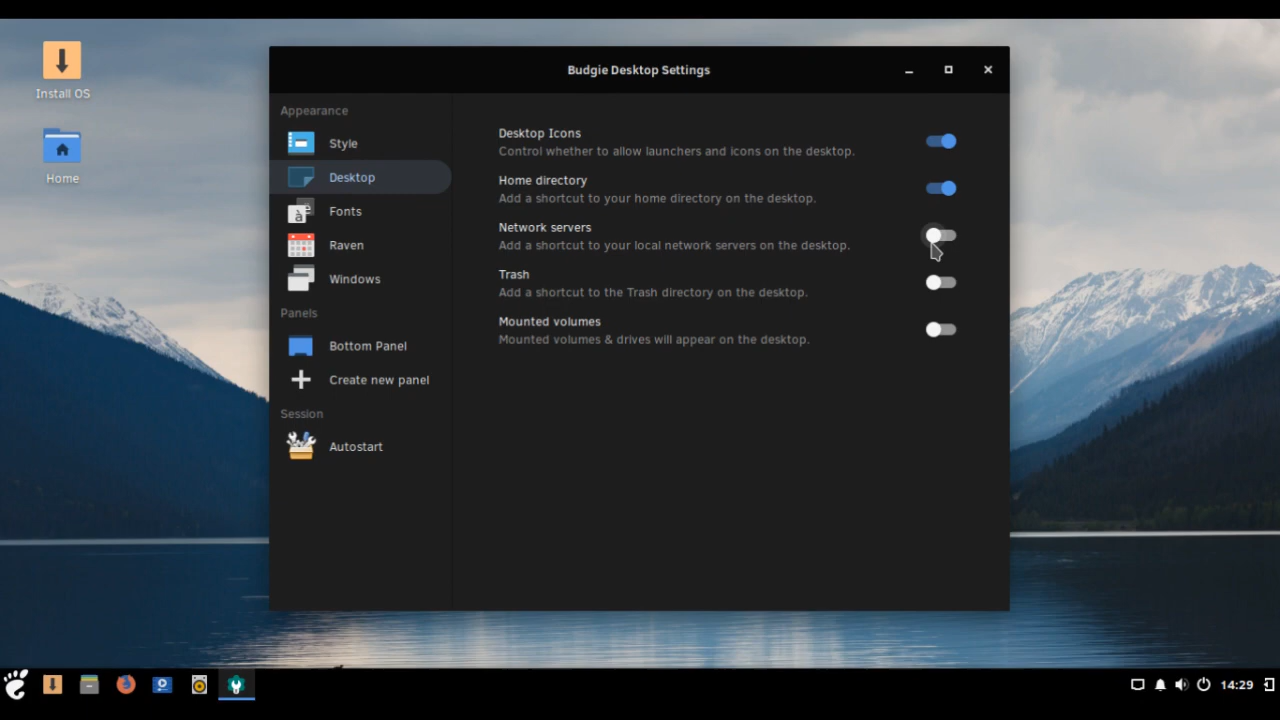 Install OS
Home
Budgie Desktop Settings
Appearance
Style
Desktop
Fonts
Raven
Windows
Panels
Bottom Panel
Create new panel
Session
Autostart
Desktop Icons
Control whether to allow launchers and icons on the desktop.
Home directory
Add a shortcut to your home directory on the desktop.
Network servers
Add a shortcut to your local network servers on the desktop.
Trash
Add a shortcut to the Trash directory on the desktop.
Mounted volumes
Mounted volumes & drives will appear on the desktop.
14:29